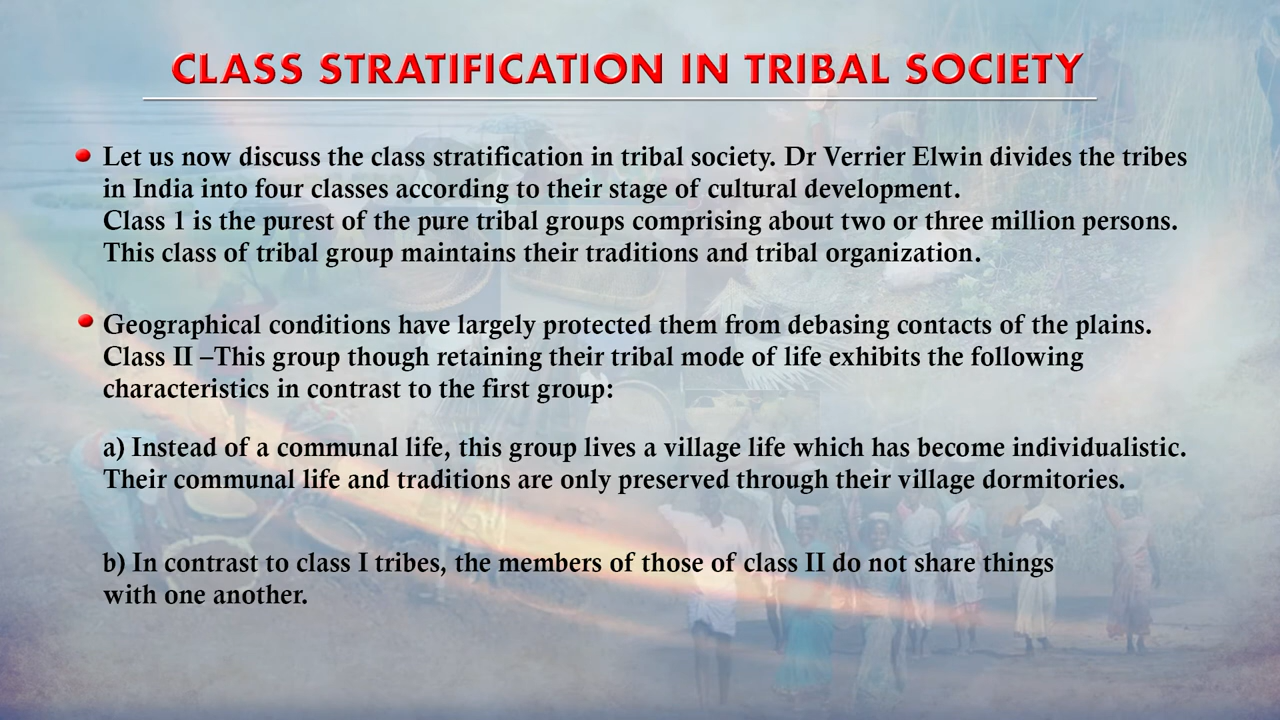 CLASS STRATIFICATION IN TRIBAL SOCIETY
Let us now discuss the class stratification in tribal society. Dr Verrier Elwin divides the tribes
in India into four classes according to their stage of cultural development.
Class 1 is the purest of the pure tribal groups comprising about two or three million persons.
This class of tribal group maintains their traditions and tribal organization.
Geographical conditions have largely protected them from debasing contacts of the plains.
Class II –This group though retaining their tribal mode of life exhibits the following
characteristics in contrast to the first group:
a) Instead of a communal life, this group lives a village life which has become individualistic.
Their communal life and traditions are only preserved through their village dormitories.
b) In contrast to class I tribes, the members of those of class II do not share things
with one another.